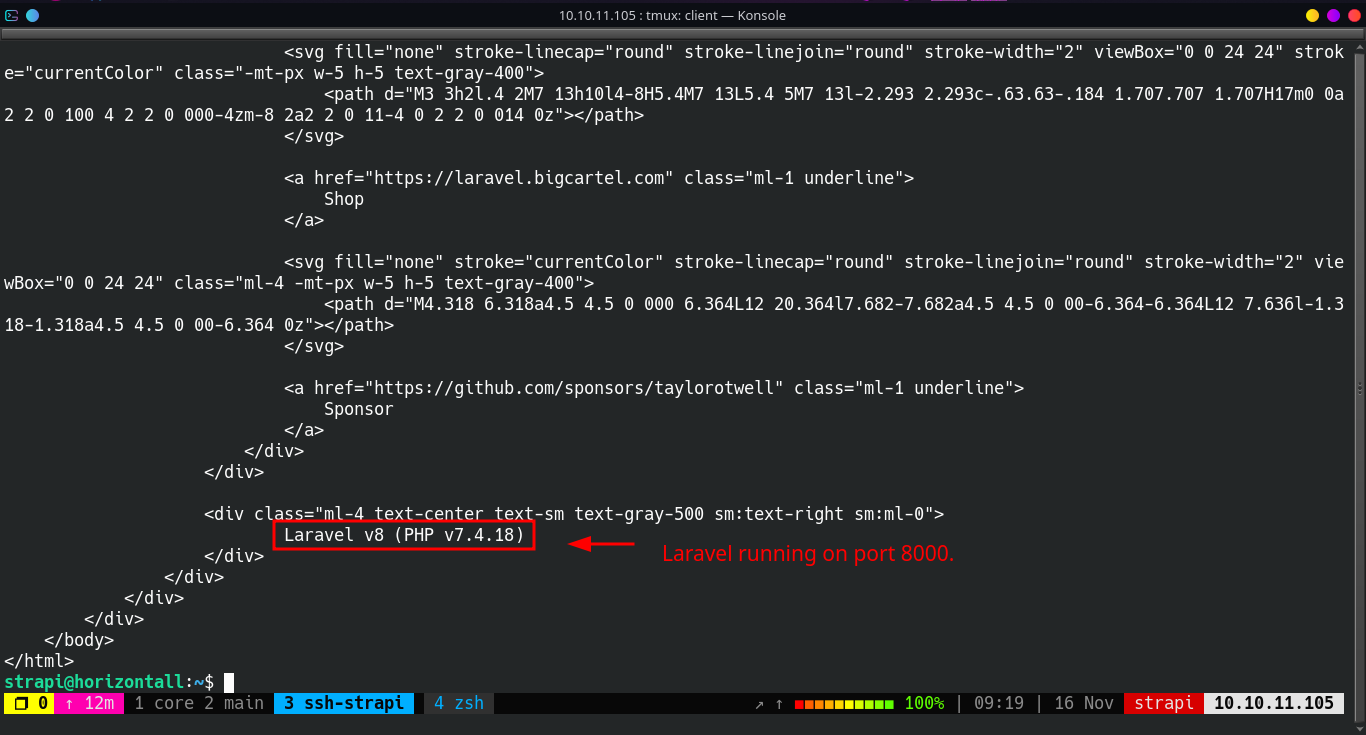 10.10.11.105 : tmux: client — Konsole
<svg fill="none" stroke-linecap="round" stroke-linejoin="round" stroke-width="2" viewBox="0 0 24 24" strok
e="currentColor" class="-mt-px w-5 h-5 text-gray-400">
<path d="M3 3h2l.4 2M7 13h10l4-8H5.4M7 13L5.4 5M7 13l-2.293 2.293c-.63.63-.184 1.707.707 1.707H17m0 0a
2 2 0 100 4 2 2 0 000-4zm-8 2a2 2 0 11-4 0 2 2 0 014 0z"></path>
</svg>
<a href="https://laravel.bigcartel.com" class="ml-1 underline">
Shop
</a>
<svg fill="none" stroke="currentColor" stroke-linecap="round" stroke-linejoin="round" stroke-width="2" vie
wBox="0 0 24 24" class="ml-4 -mt-px w-5 h-5 text-gray-400">
<path d="M4.318 6.318a4.5 4.5 0 000 6.364L12 20.364l7.682-7.682a4.5 4.5 0 00-6.364-6.364L12 7.636l-1.3
18-1.318a4.5 4.5 0 00-6.364 0z"></path>
</svg>
<a href="https://github.com/sponsors/taylorotwell" class="ml-1 underline">
Sponsor
</a>
</div>
</div>
<div class="ml-4 text-center text-sm text-gray-500 sm:text-right sm:ml-0">
Laravel v8 (PHP v7.4.18)
Laravel running on port 8000.
</div>
</div>
</div>
</div>
</body>
</html>
strapi@horizontall:~$
0 ↑ 12m 1 core 2 main 3 ssh-strapi 4 zsh ↗ ↑ 100% | 09:19 | 16 Nov strapi 10.10.11.105